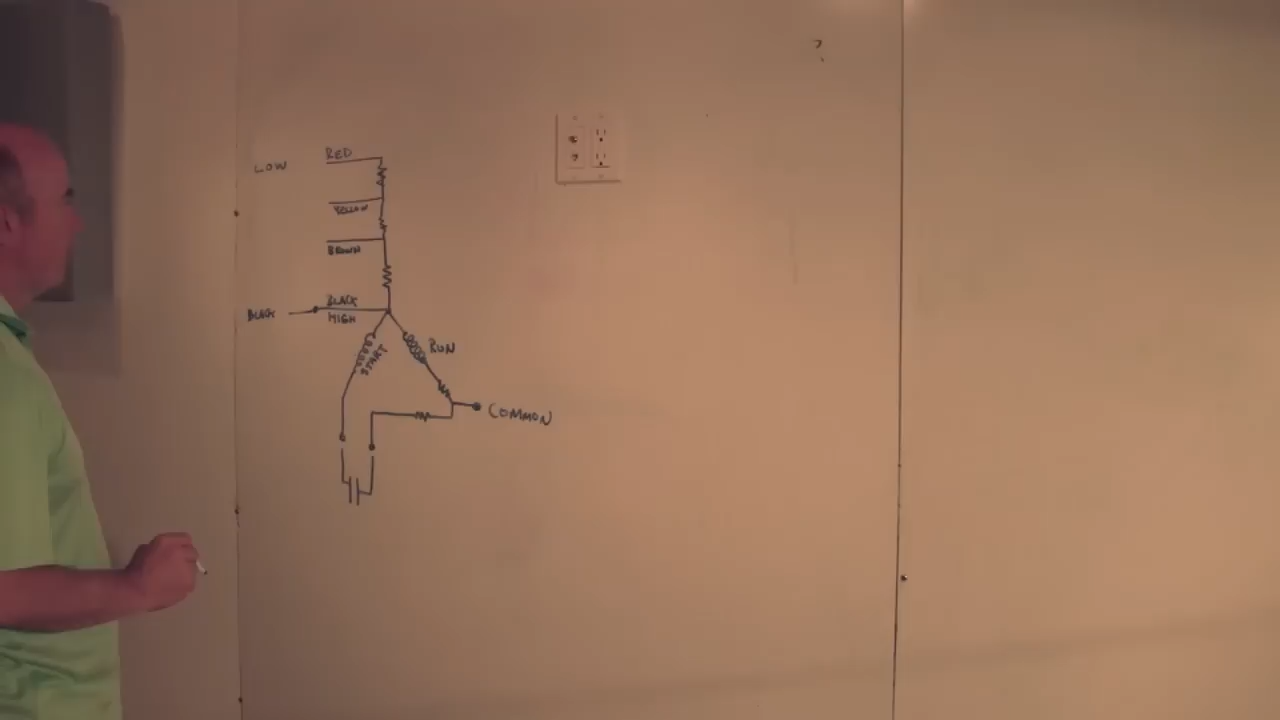 LOW RED
YELLOW
BROWN
BLACK BLACK
HIGH
START RUN
COMMON